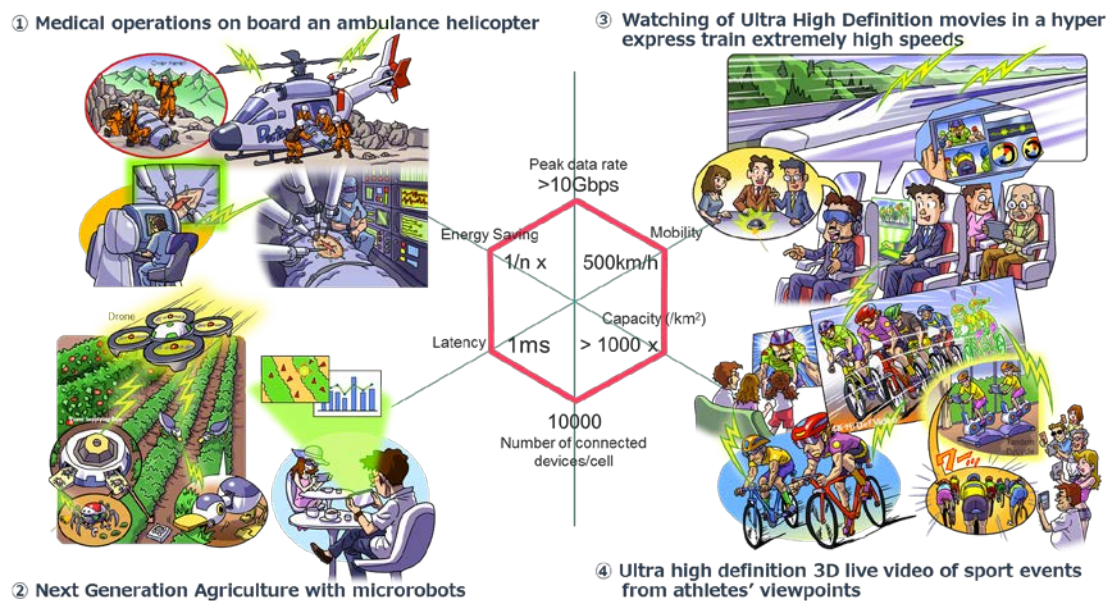 ① Medical operations on board an ambulance helicopter
Over here!
③ Watching of Ultra High Definition movies in a hyper
express train extremely high speeds
Peak data rate
>10Gbps
Energy Saving
1/n x
Mobility
500km/h
Latency
1ms
Capacity (/km²)
> 1000 x
10000
Number of connected
devices/cell
Drone
② Next Generation Agriculture with microrobots
④ Ultra high definition 3D live video of sport events
from athletes’ viewpoints